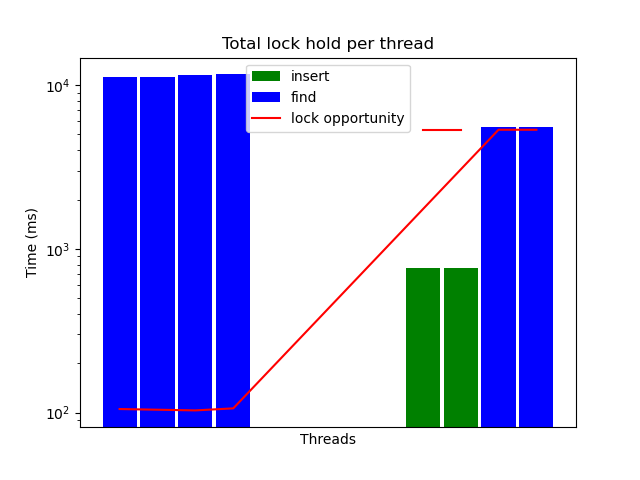 Total lock hold per thread
insert
find
lock opportunity
10⁴
10³
10²
Time (ms)
Threads